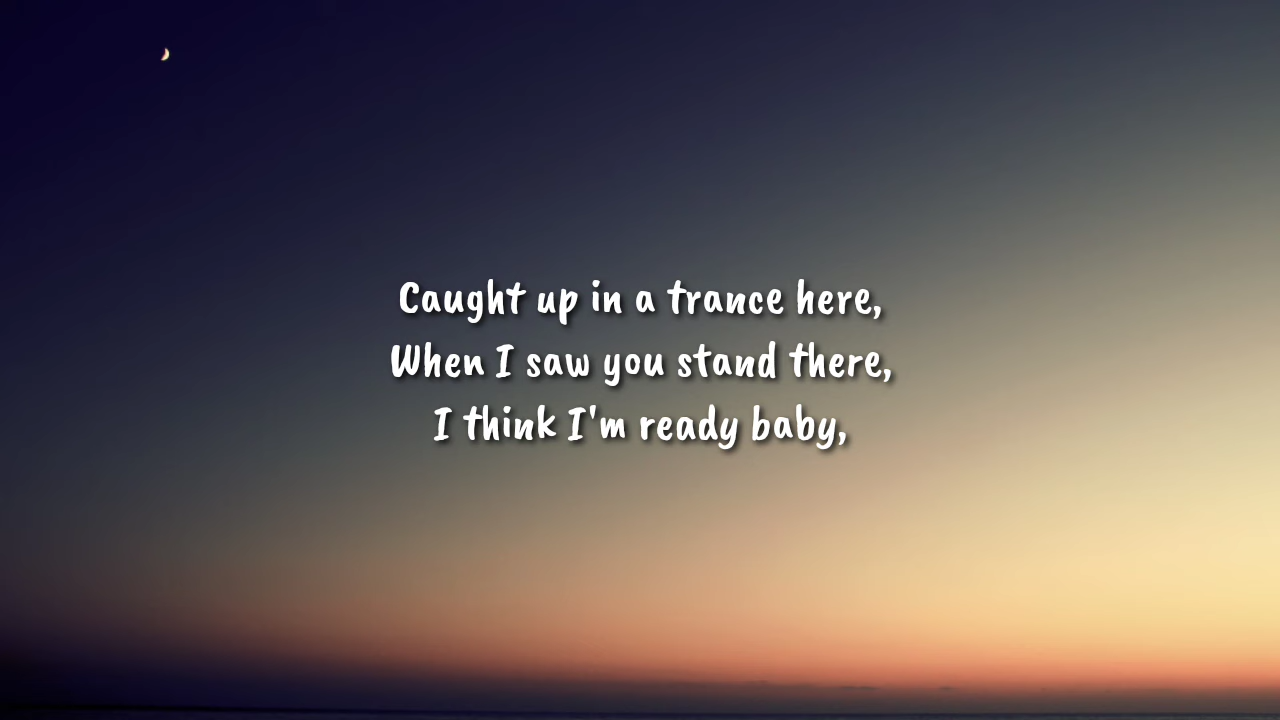 Caught up in a trance here,
When I saw you stand there,
I think I'm ready baby,